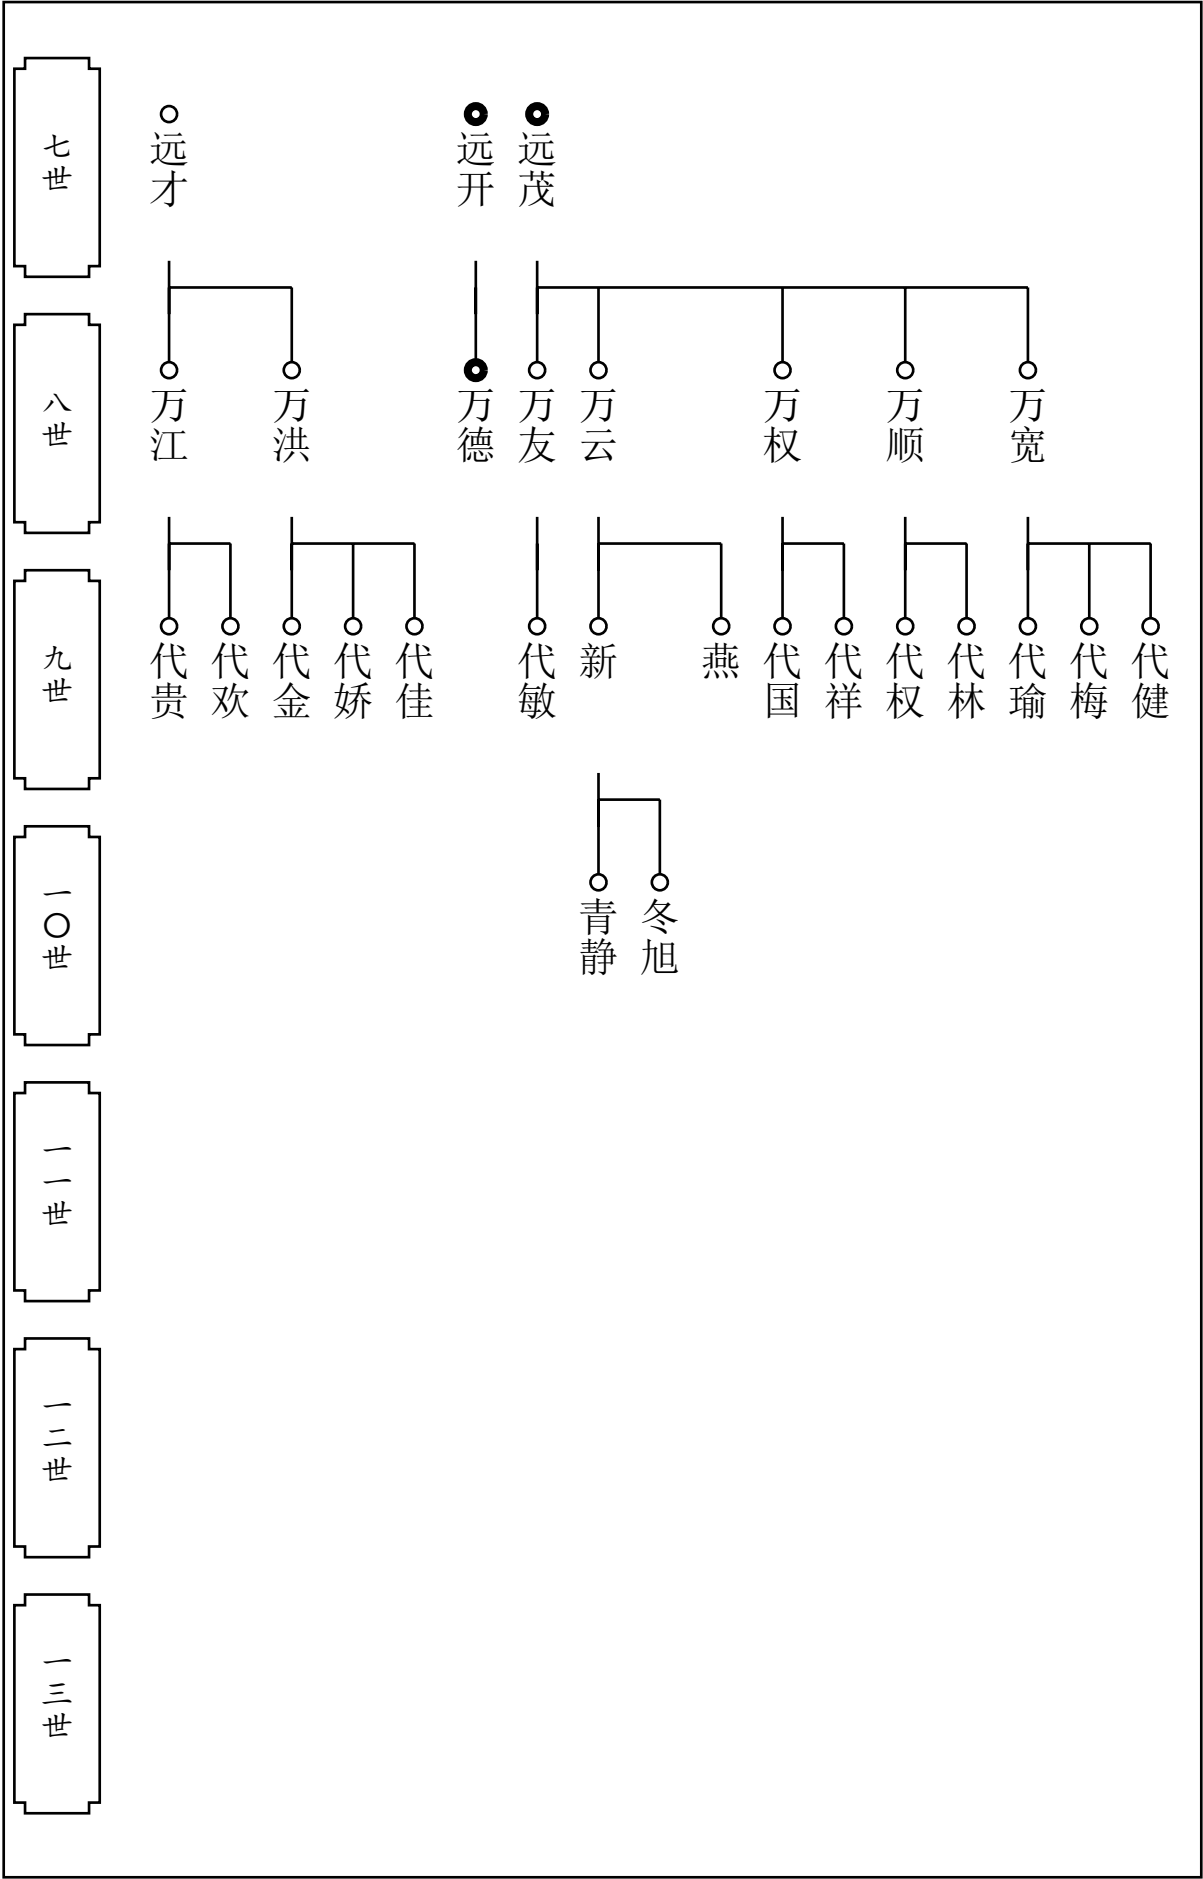 七世
远才
远开
远茂
八世
万江
万洪
万德
万友
万云
万权
万顺
万宽
九世
代贵
代欢
代金
代娇
代佳
代敏
新
燕
代国
代祥
代权
代林
代瑜
代梅
代健
一〇世
青静
冬旭
一一世
一二世
一三世